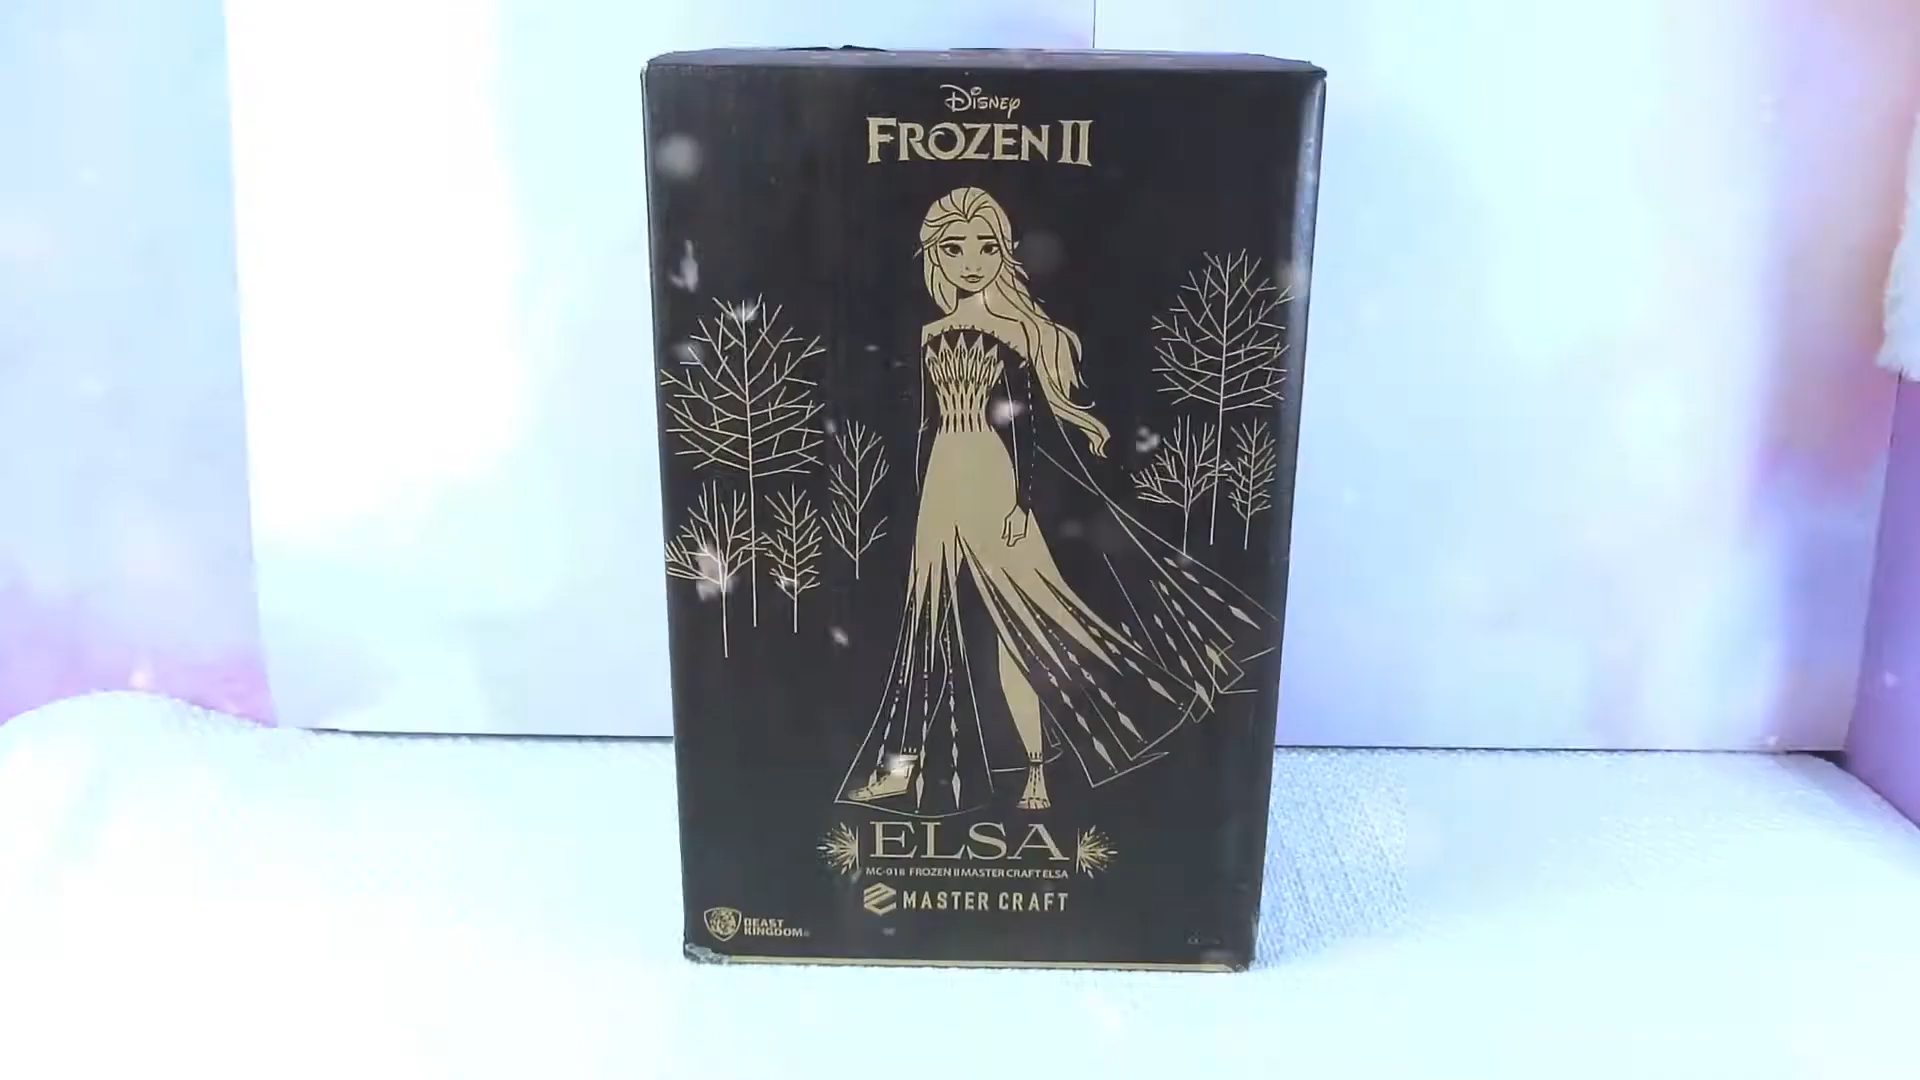 Disney
FROZEN II
ELSA
MC-018 FROZEN II MASTER CRAFT ELSA
MASTER CRAFT
BEAST
KINGDOM